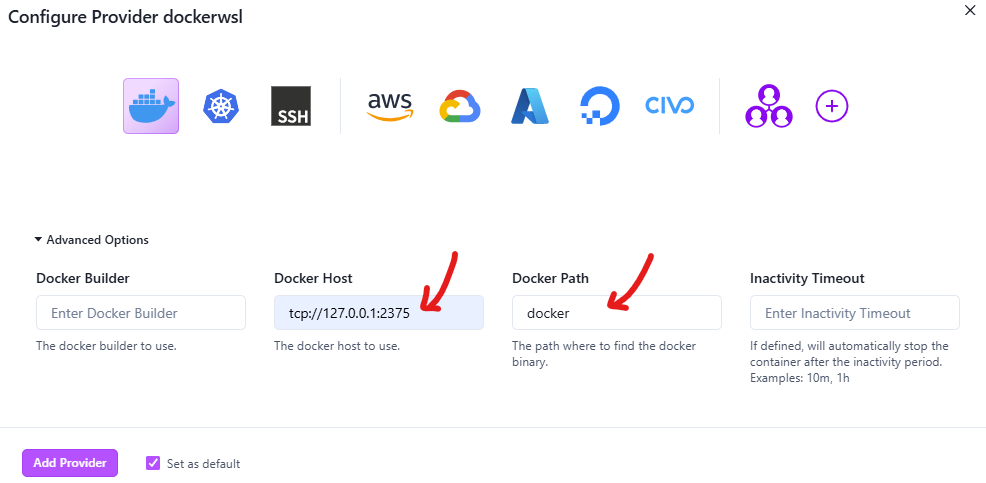 Configure Provider dockerwsl
SSH
aws
CIVO
Advanced Options
Docker Builder
Docker Host
Docker Path
Inactivity Timeout
Enter Docker Builder
tcp://127.0.0.1:2375
docker
Enter Inactivity Timeout
The docker builder to use.
The docker host to use.
The path where to find the docker
binary.
If defined, will automatically stop the
container after the inactivity period.
Examples: 10m, 1h
Add Provider
Set as default